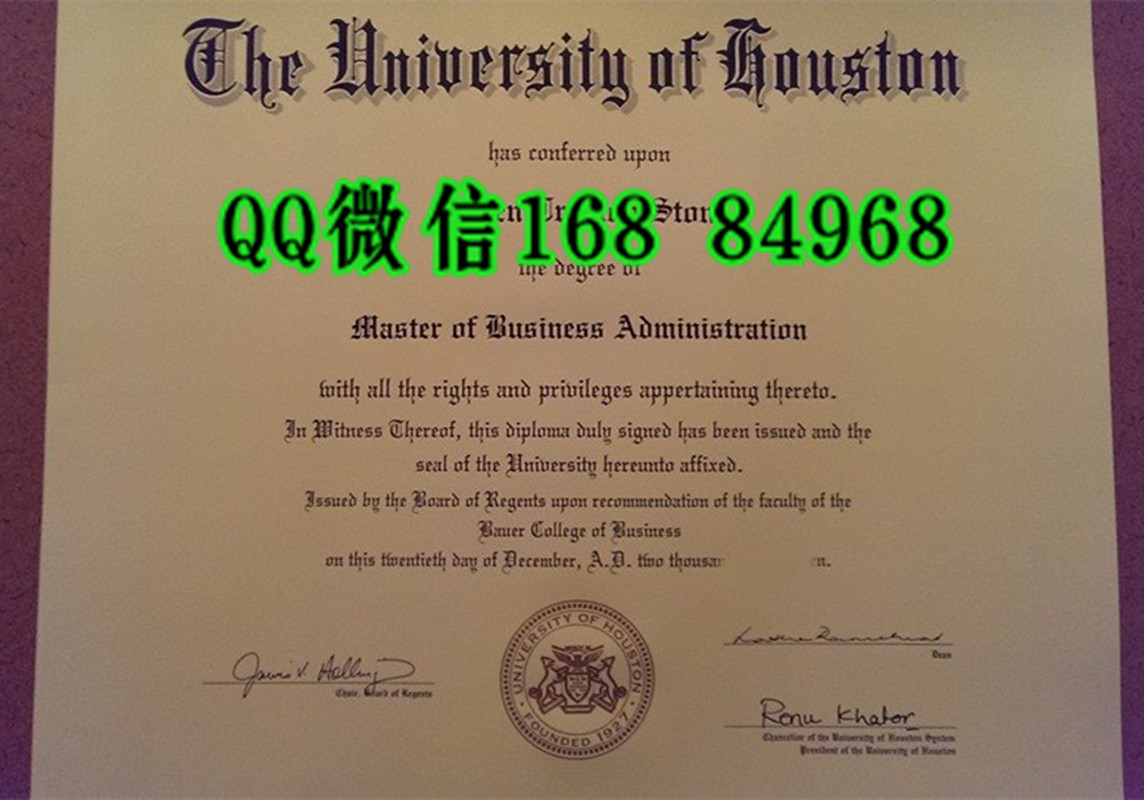 The University of Houston
has conferred upon
QQ微信168 84968
the degree of
Master of Business Administration
with all the rights and privileges appertaining thereto.
In Witness Thereof, this diploma duly signed has been issued and the
seal of the University hereunto affixed.
Issued by the Board of Regents upon recommendation of the faculty of the
Bauer College of Business
on this twentieth day of December, A.D. two
UNIVERSITY OF HOUSTON
FOUNDED 1927
Dean
Chair, Board of Regents
Renu Khator
Chancellor of the University of Houston System
President of the University of Houston